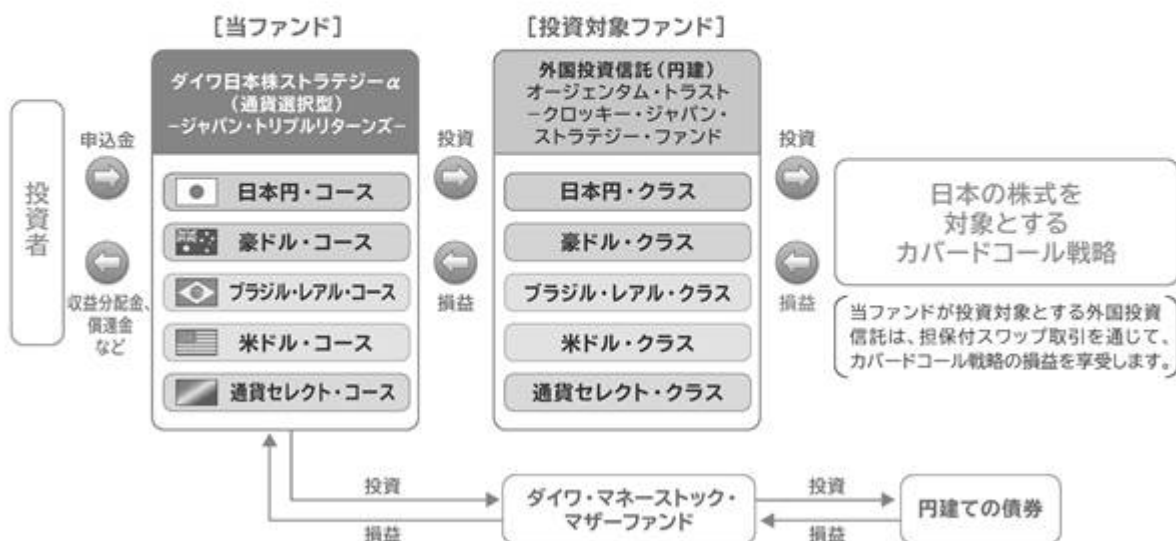 ［当ファンド］
［投資対象ファンド］
投資者
申込金
収益分配金、
償還金
など
ダイワ日本株ストラテジーα
（通貨選択型）
－ジャパン・トリプルリターンズ－
日本円・コース
豪ドル・コース
ブラジル・レアル・コース
米ドル・コース
通貨セレクト・コース
投資
損益
外国投資信託（円建）
オージェンタム・トラスト
－クロッキー・ジャパン・
ストラテジー・ファンド
日本円・クラス
豪ドル・クラス
ブラジル・レアル・クラス
米ドル・クラス
通貨セレクト・クラス
投資
損益
日本の株式を
対象とする
カバードコール戦略
当ファンドが投資対象とする外国投資
信託は、担保付スワップ取引を通じて、
カバードコール戦略の損益を享受します。
投資
損益
ダイワ・マネーストック・
マザーファンド
投資
損益
円建ての債券